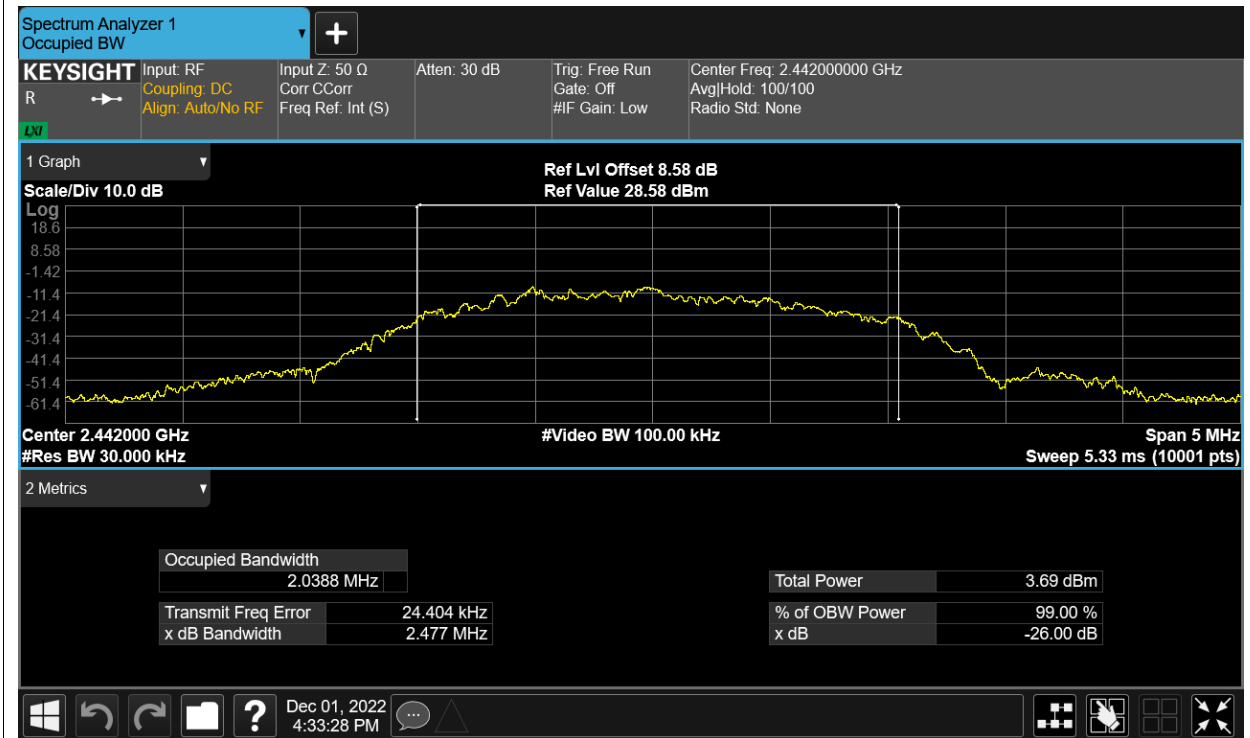 Spectrum Analyzer 1
Occupied BW
KEYSIGHT
R
LXI
Input: RF
Coupling: DC
Align: Auto/No RF
Input Z: 50 Ω
Corr CCorr
Freq Ref: Int (S)
Atten: 30 dB
Trig: Free Run
Gate: Off
#IF Gain: Low
Center Freq: 2.442000000 GHz
Avg|Hold: 100/100
Radio Std: None
1 Graph
Scale/Div 10.0 dB
Ref Lvl Offset 8.58 dB
Ref Value 28.58 dBm
Log
18.6
8.58
-1.42
-11.4
-21.4
-31.4
-41.4
-51.4
-61.4
Center 2.442000 GHz
#Video BW 100.00 kHz
Span 5 MHz
#Res BW 30.000 kHz
Sweep 5.33 ms (10001 pts)
2 Metrics
Occupied Bandwidth
2.0388 MHz
Total Power 3.69 dBm
Transmit Freq Error 24.404 kHz
% of OBW Power 99.00 %
x dB Bandwidth 2.477 MHz
x dB -26.00 dB
?
Dec 01, 2022
4:33:28 PM